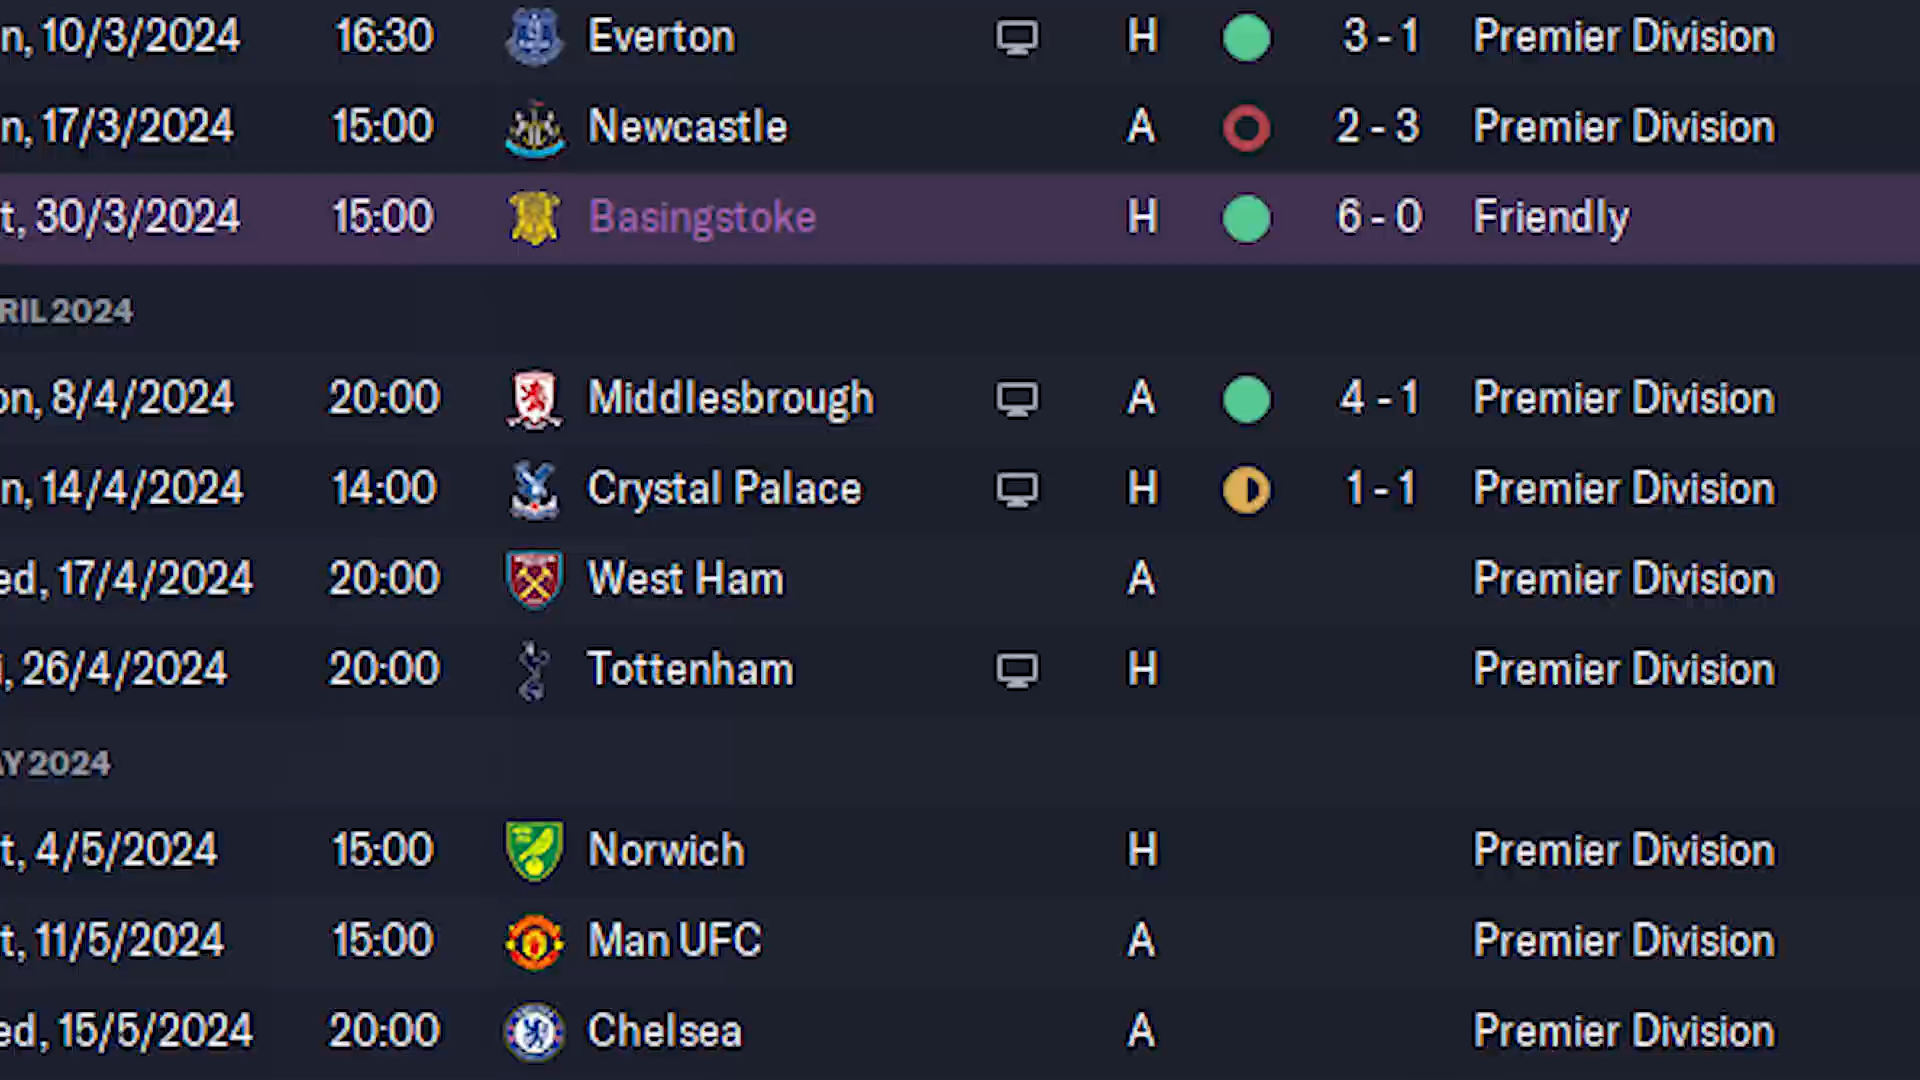 n, 10/3/2024 16:30 Everton H 3 - 1 Premier Division
n, 17/3/2024 15:00 Newcastle A 2 - 3 Premier Division
t, 30/3/2024 15:00 Basingstoke H 6 - 0 Friendly
RIL 2024
on, 8/4/2024 20:00 Middlesbrough A 4 - 1 Premier Division
n, 14/4/2024 14:00 Crystal Palace H 1 - 1 Premier Division
ed, 17/4/2024 20:00 West Ham A Premier Division
i, 26/4/2024 20:00 Tottenham H Premier Division
AY 2024
t, 4/5/2024 15:00 Norwich H Premier Division
t, 11/5/2024 15:00 Man UFC A Premier Division
ed, 15/5/2024 20:00 Chelsea A Premier Division